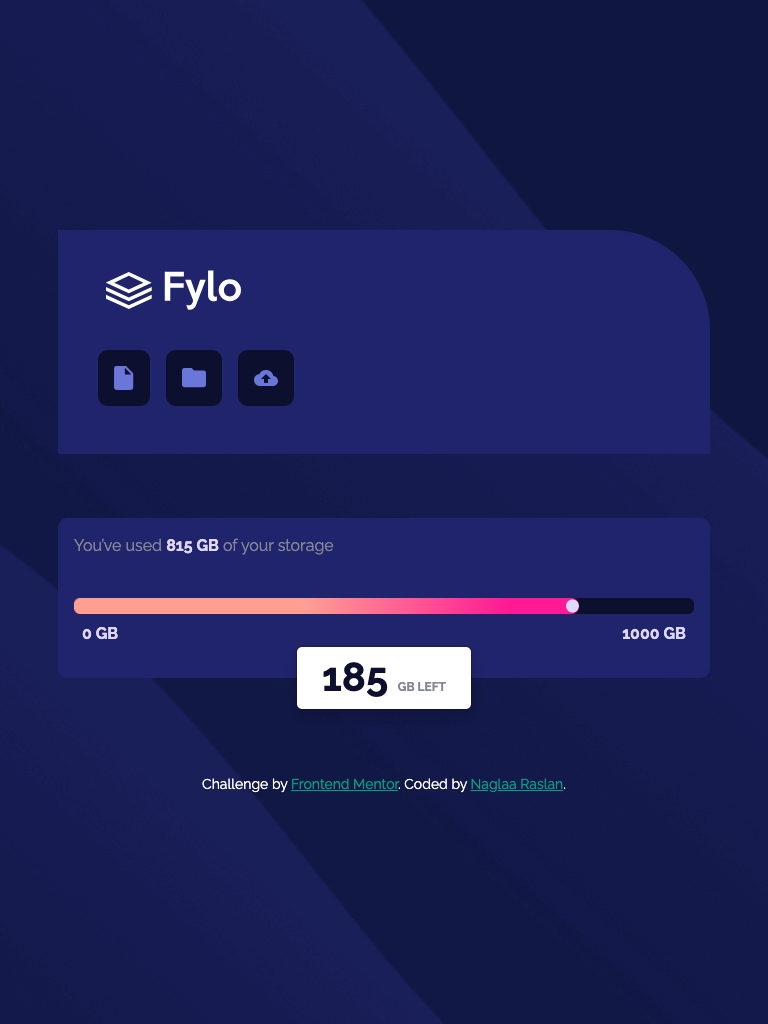 Fylo
You've used 815 GB of your storage
0 GB 1000 GB
185 GB LEFT
Challenge by Frontend Mentor. Coded by Naglaa Raslan.